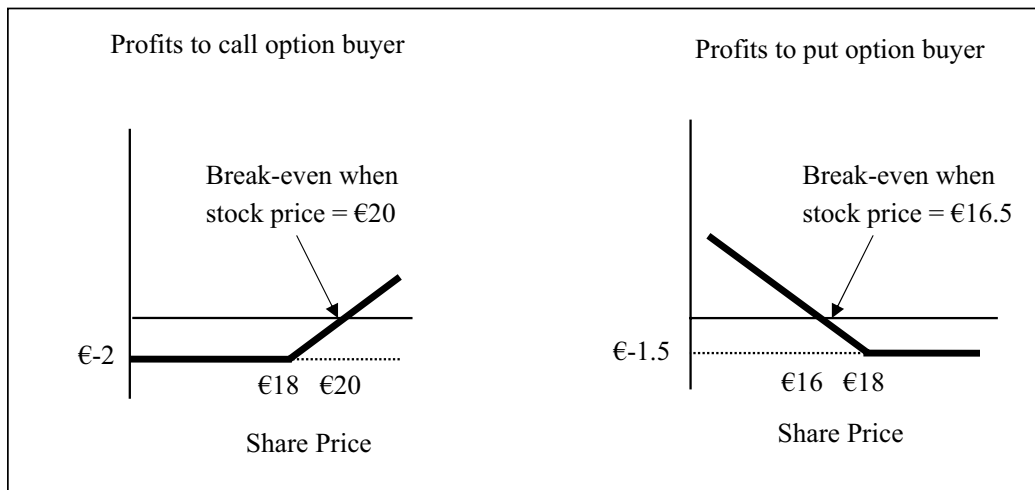 Profits to call option buyer
Break-even when
stock price = €20
€-2
€18
€20
Share Price
Profits to put option buyer
Break-even when
stock price = €16.5
€-1.5
€16
€18
Share Price